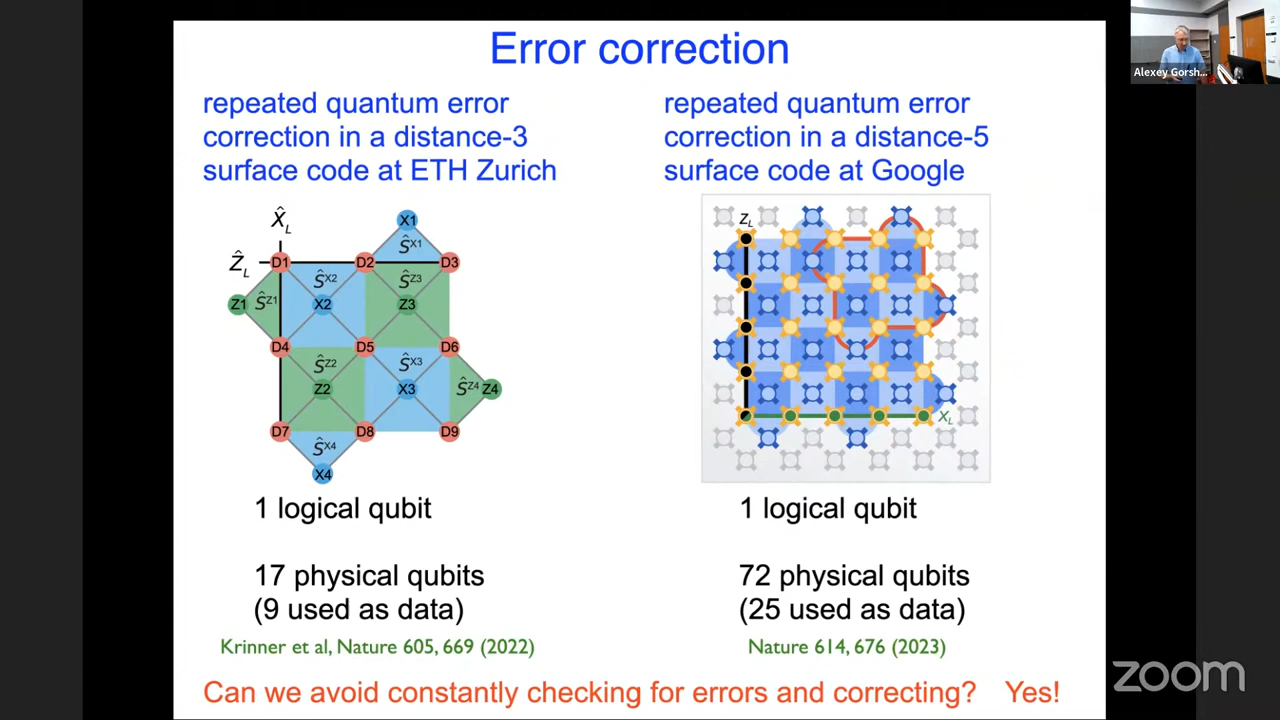 Error correction
repeated quantum error
correction in a distance-3
surface code at ETH Zurich
X̂_L
Ẑ_L
X1
Ŝ^X1
D1
D2
D3
Ŝ^X2
Ŝ^Z3
Z1
Ŝ^Z1
X2
Z3
D4
D5
D6
Ŝ^Z2
Ŝ^X3
Z2
X3
Ŝ^Z4
Z4
D7
D8
D9
Ŝ^X4
X4
1 logical qubit
17 physical qubits
(9 used as data)
Krinner et al, Nature 605, 669 (2022)
repeated quantum error
correction in a distance-5
surface code at Google
Z_L
X_L
1 logical qubit
72 physical qubits
(25 used as data)
Nature 614, 676 (2023)
Can we avoid constantly checking for errors and correcting? Yes!
Alexey Gorsh...
zoom